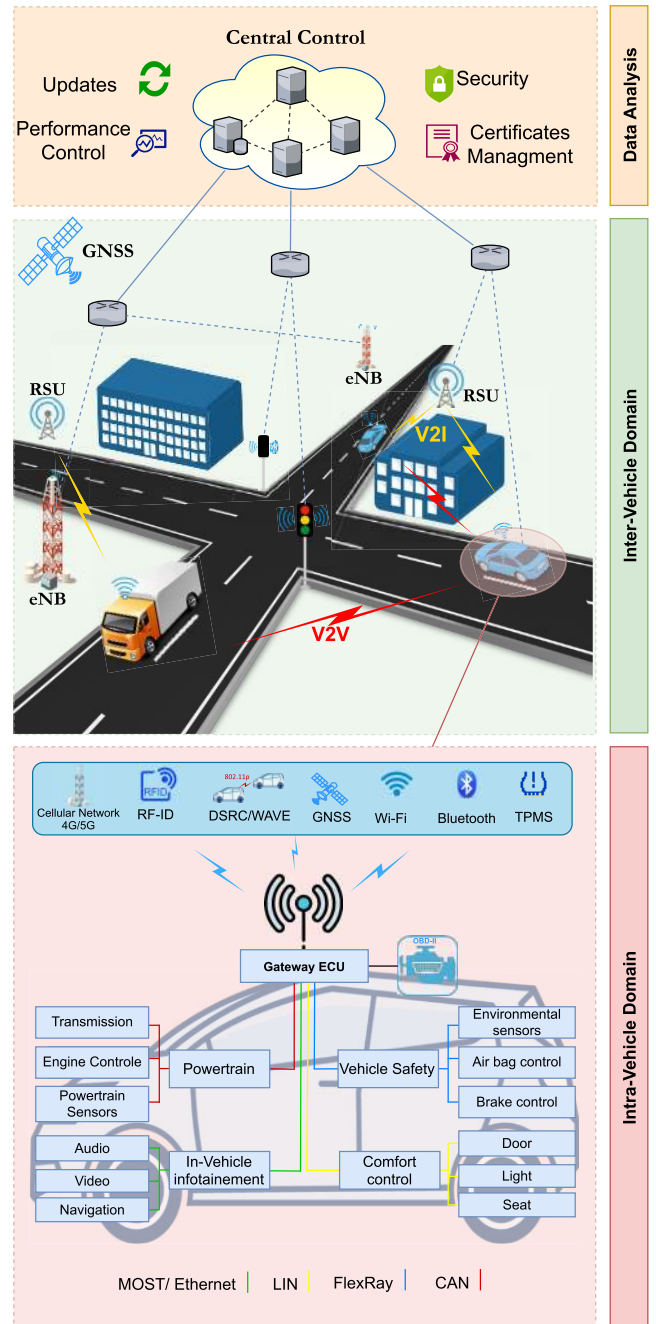 Central Control
Updates
Security
Performance
Control
Certificates
Managment
Data Analysis
GNSS
eNB
RSU
RSU
V2I
eNB
V2V
Inter-Vehicle Domain
802.11p
RFID
Cellular Network
4G/5G
RF-ID
DSRC/WAVE
GNSS
Wi-Fi
Bluetooth
TPMS
OBD-II
Gateway ECU
Transmission
Engine Controle
Powertrain
Sensors
Powertrain
Vehicle Safety
Environmental
sensors
Air bag control
Brake control
Audio
Video
Navigation
In-Vehicle
infotainement
Comfort
control
Door
Light
Seat
MOST/ Ethernet
LIN
FlexRay
CAN
Intra-Vehicle Domain